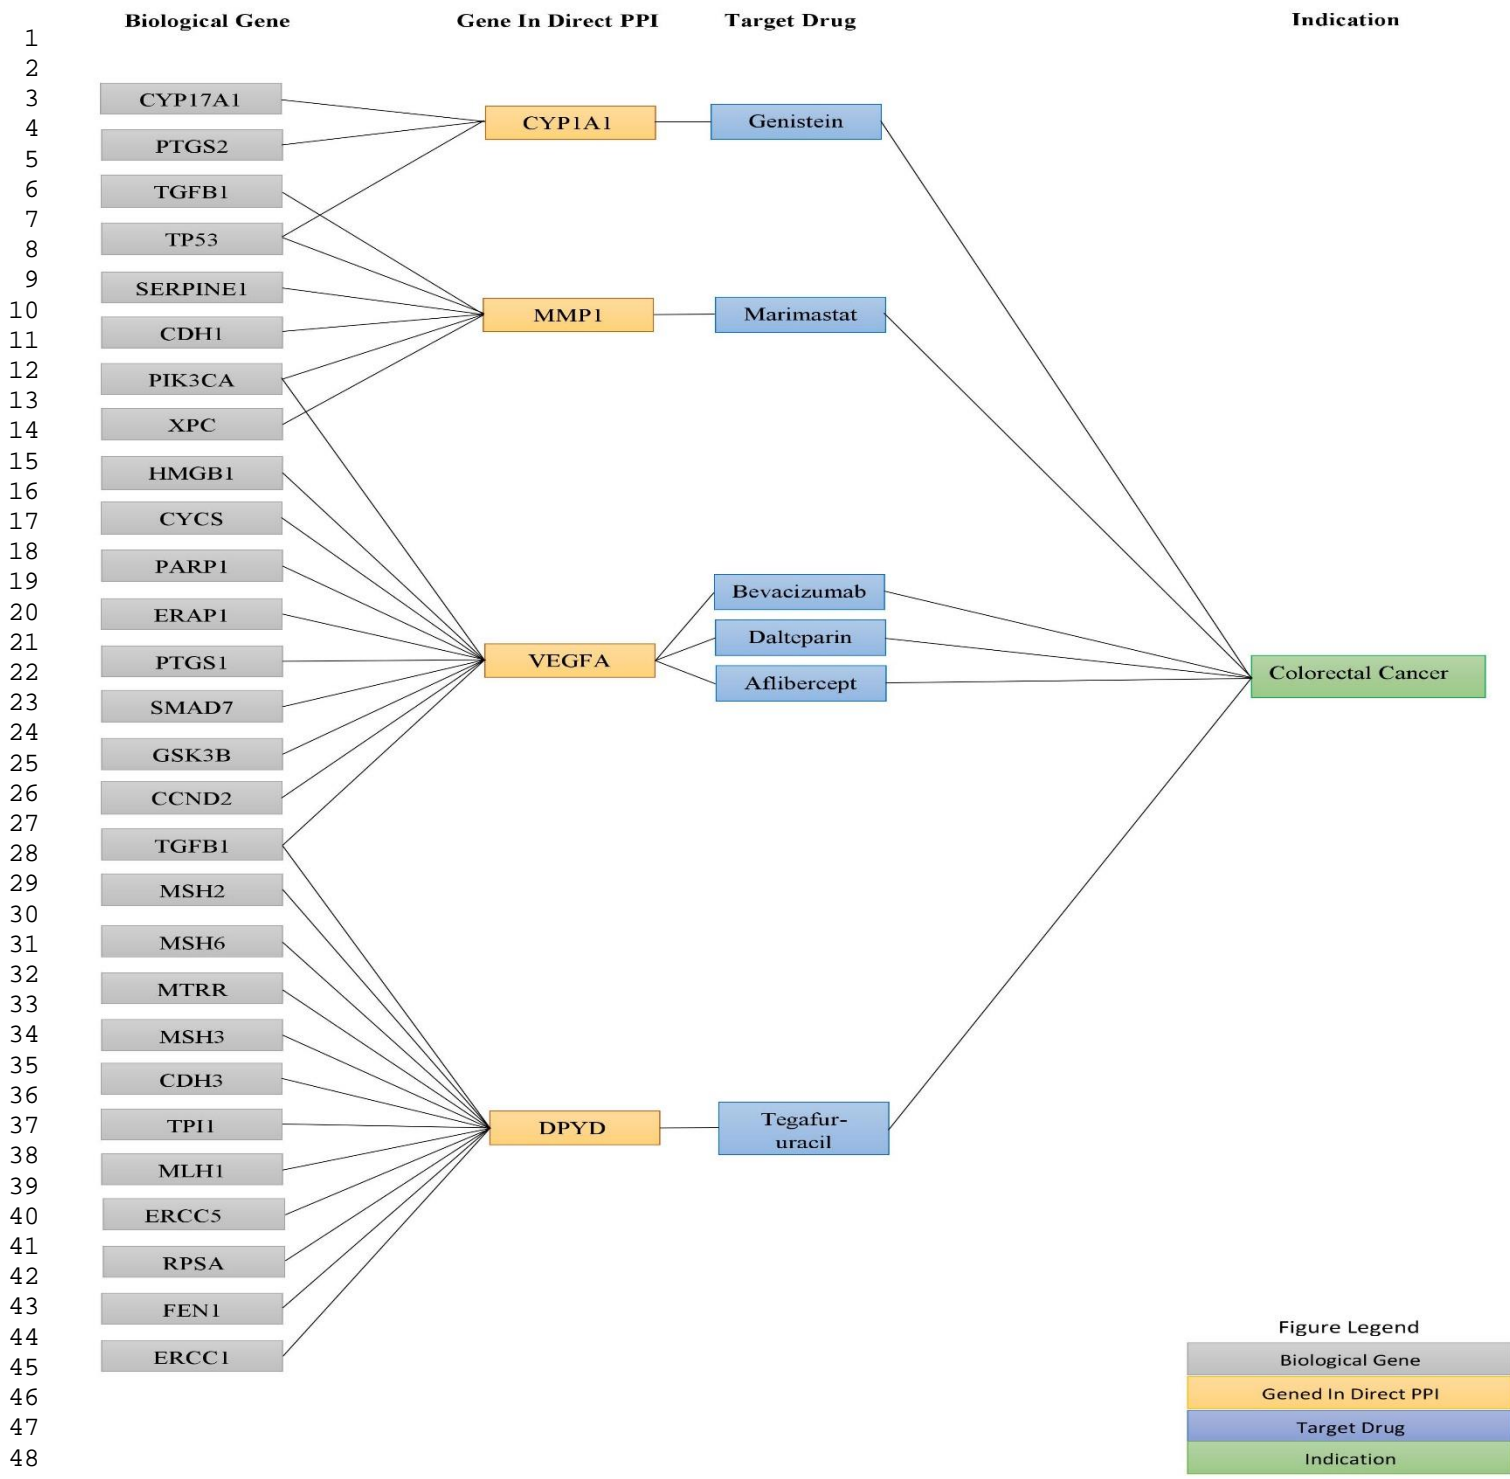 Biological Gene
Gene In Direct PPI
Target Drug
Indication
1
2
3
4
5
6
7
8
9
10
11
12
13
14
15
16
17
18
19
20
21
22
23
24
25
26
27
28
29
30
31
32
33
34
35
36
37
38
39
40
41
42
43
44
45
46
47
48
CYP17A1
PTGS2
TGFB1
TP53
SERPINE1
CDH1
PIK3CA
XPC
HMGB1
CYCS
PARP1
ERAP1
PTGS1
SMAD7
GSK3B
CCND2
TGFB1
MSH2
MSH6
MTRR
MSH3
CDH3
TPI1
MLH1
ERCC5
RPSA
FEN1
ERCC1
CYP1A1
MMP1
VEGFA
DPYD
Genistein
Marimastat
Bevacizumab
Dalteparin
Aflibercept
Tegafur-
uracil
Colorectal Cancer
Figure Legend
Biological Gene
Gened In Direct PPI
Target Drug
Indication